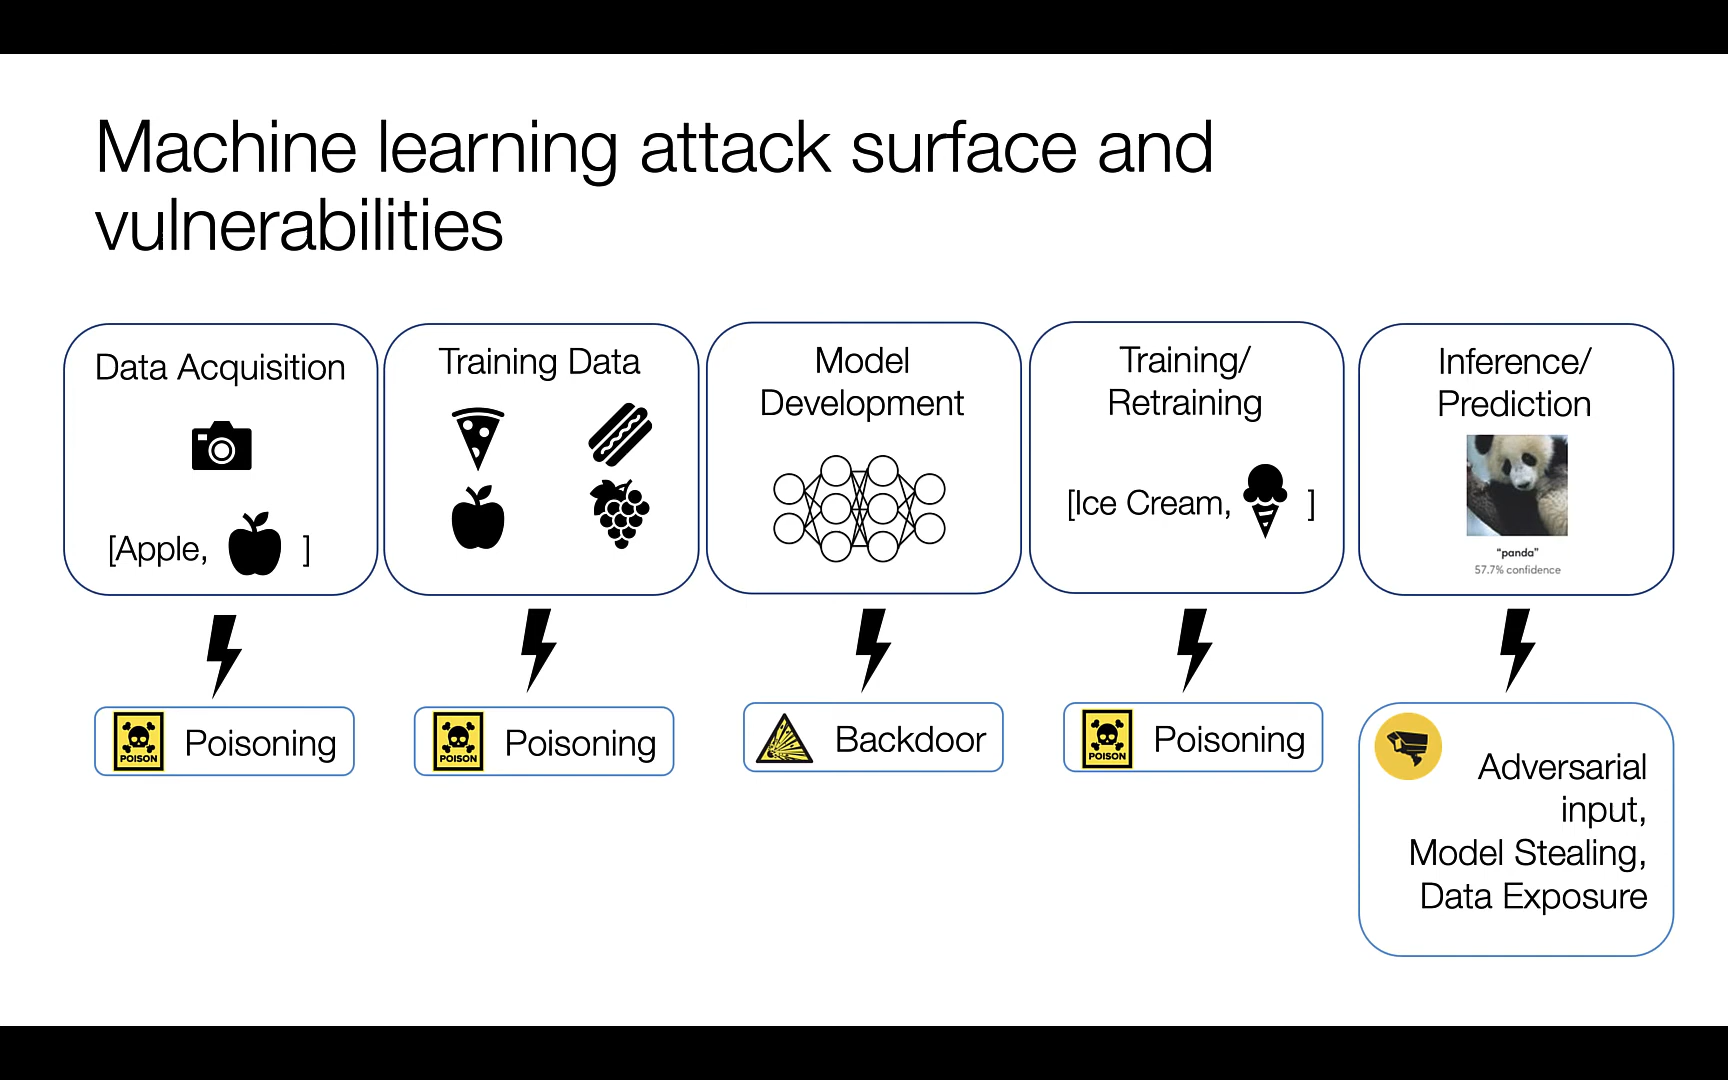 Machine learning attack surface and
vulnerabilities
Data Acquisition
[Apple, ]
Training Data
Model
Development
Training/
Retraining
[Ice Cream, ]
Inference/
Prediction
“panda”
57.7% confidence
POISON
Poisoning
POISON
Poisoning
Backdoor
POISON
Poisoning
Adversarial
input,
Model Stealing,
Data Exposure